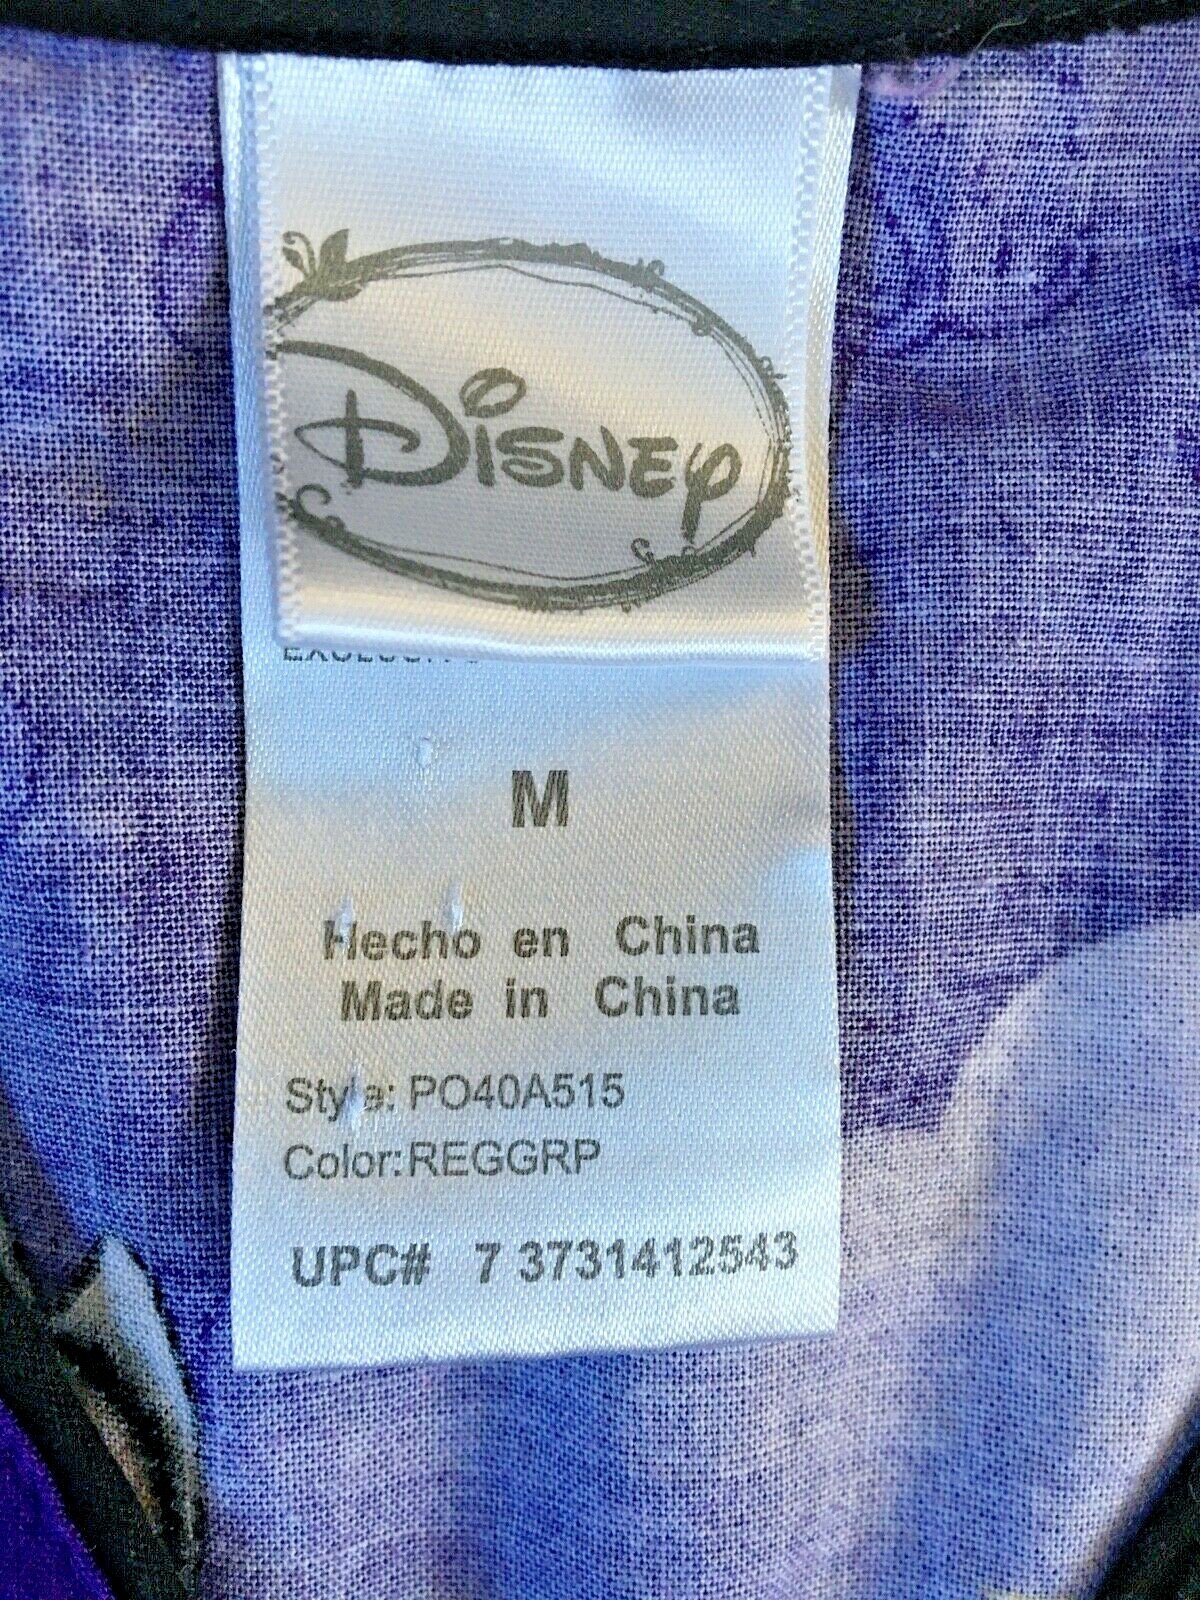 Disney
M
Hecho en China
Made in China
Style: PO40A515
Color:REGGRP
UPC# 7 3731412543